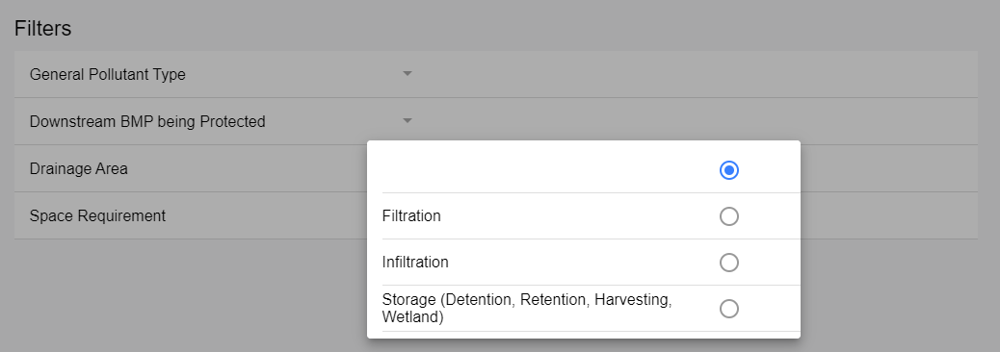 Filters
General Pollutant Type
Downstream BMP being Protected
Drainage Area
Space Requirement
Filtration
Infiltration
Storage (Detention, Retention, Harvesting,
Wetland)